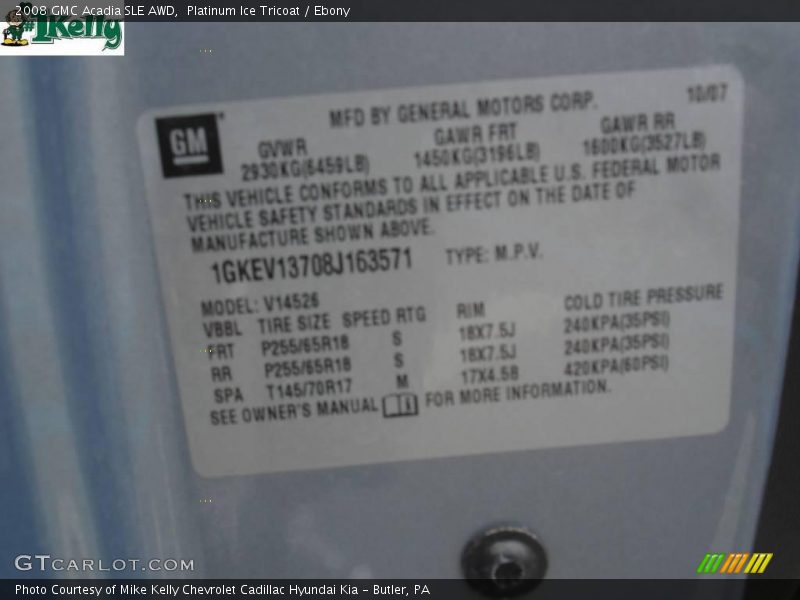 2008 GMC Acadia SLE AWD, Platinum Ice Tricoat / Ebony
Kelly
MFD BY GENERAL MOTORS CORP. 10/07
GM
GVWR GAWR FRT GAWR RR
2930KG(6459LB) 1450KG(3196LB) 1600KG(3527LB)
THIS VEHICLE CONFORMS TO ALL APPLICABLE U.S. FEDERAL MOTOR
VEHICLE SAFETY STANDARDS IN EFFECT ON THE DATE OF
MANUFACTURE SHOWN ABOVE.
1GKEV13708J163571 TYPE: M.P.V.
MODEL: V14526
VBBL TIRE SIZE SPEED RTG RIM COLD TIRE PRESSURE
FRT P255/65R18 S 18X7.5J 240KPA(35PSI)
RR P255/65R18 S 18X7.5J 240KPA(35PSI)
SPA T145/70R17 M 17X4.5B 420KPA(60PSI)
SEE OWNER'S MANUAL FOR MORE INFORMATION.
GTCARLOT.COM
Photo Courtesy of Mike Kelly Chevrolet Cadillac Hyundai Kia – Butler, PA